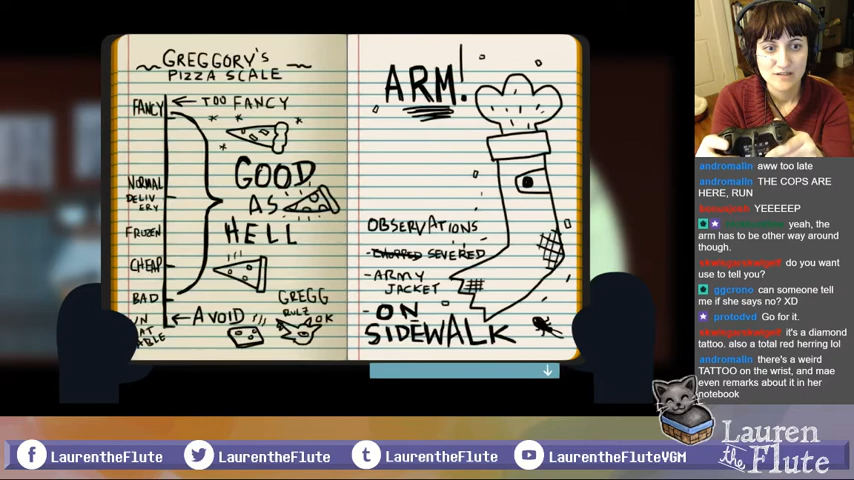 GREGGORY'S
PIZZA SCALE
FANCY
TOO FANCY
GOOD
AS
HELL
NORMAL
DELIV
ERY
FROZEN
CHEAP
BAD
AVOID
GREGG
RULZ OK
ARM!
OBSERVATIONS
-CHOPPED SEVERED
-ARMY
JACKET
-ON
SIDEWALK
andromalin aww too late
andromalin THE COPS ARE
HERE, RUN
YEEEEEP
yeah, the
arm has to be other way around
though.
do you want
use to tell you?
ggcrono can someone tell
me if she says no? XD
protodvd Go for it.
it's a diamond
tattoo. also a total red herring lol
andromalin there's a weird
TATTOO on the wrist, and mae
even remarks about it in her
notebook
Lauren
the Flute
LaurentheFlute
LaurentheFlute
LaurentheFlute
LaurentheFluteVGM